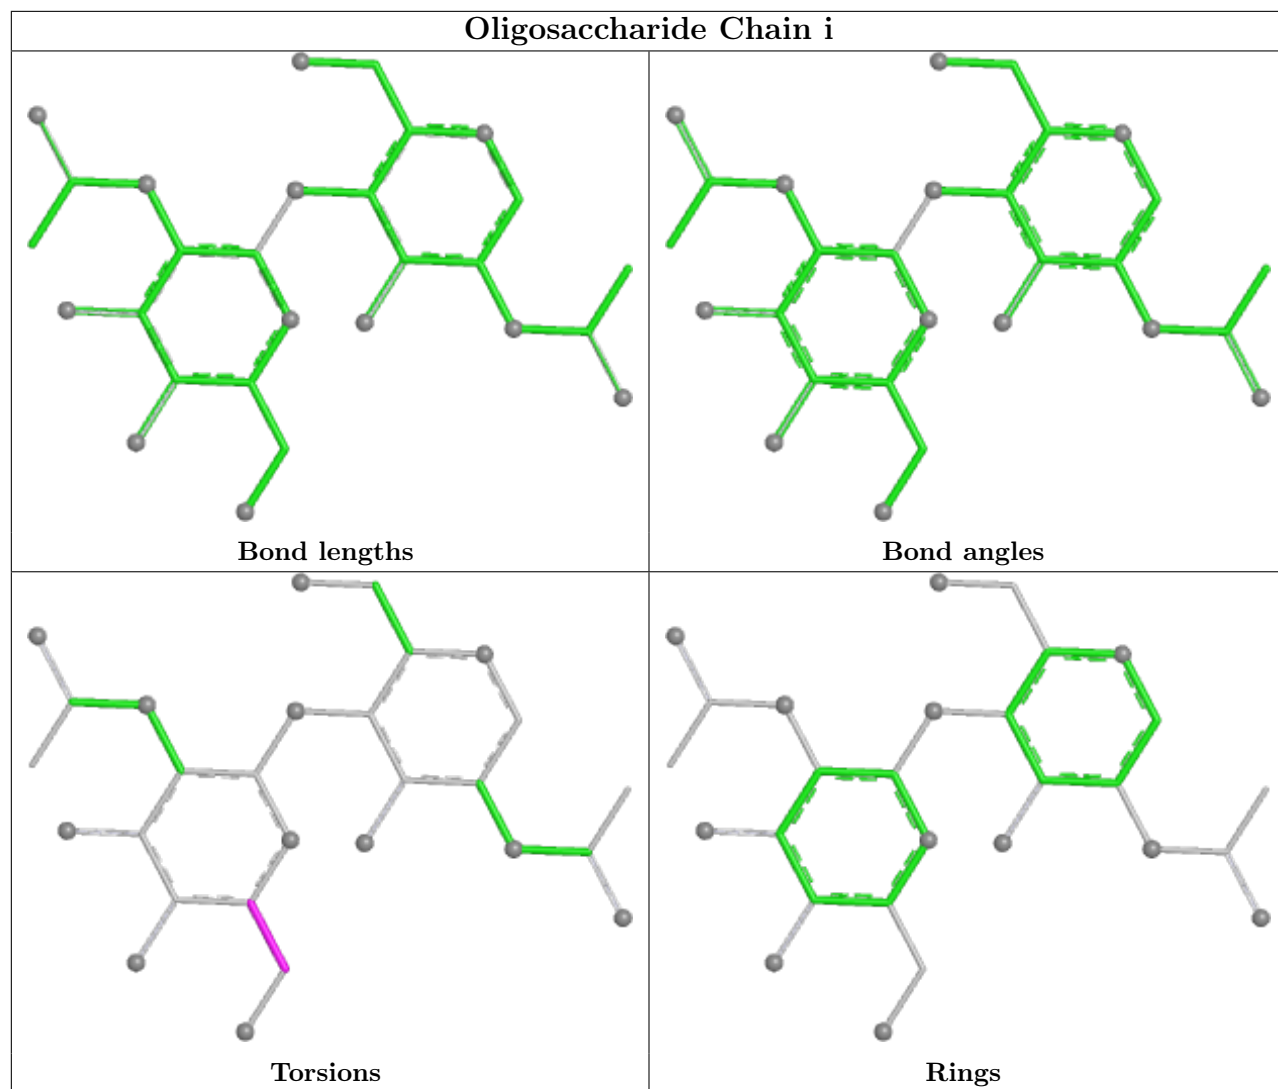 Oligosaccharide Chain i
Bond lengths
Bond angles
Torsions
Rings